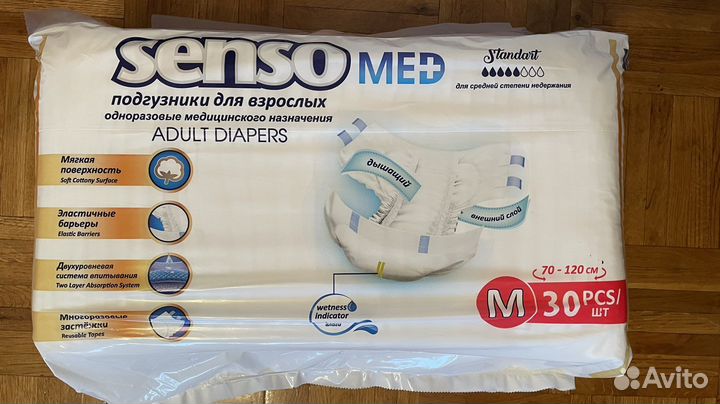 senso MED
Standart
для средней степени недержания
подгузники для взрослых
одноразовые медицинского назначения
ADULT DIAPERS
Мягкая
поверхность
Soft Cottony Surface
дышащий
внешний слой
Эластичные
барьеры
Elastic Barriers
Двухуровневая
система впитывания
Two Layer Absorption System
Многоразовые
застежки
Reusable Tapes
wetness
indicator
влаги
70 - 120 см
M 30 PCS/
ШТ
Avito